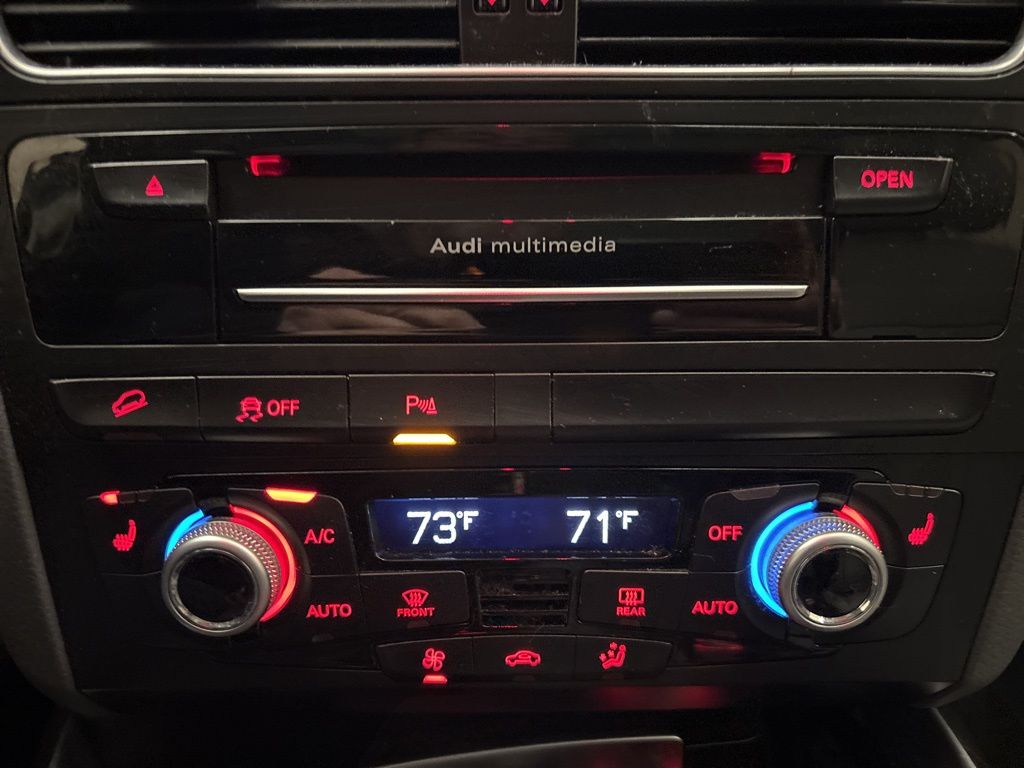 OPEN
Audi multimedia
OFF
P
73°F 71°F
A/C
OFF
AUTO
FRONT
REAR
AUTO